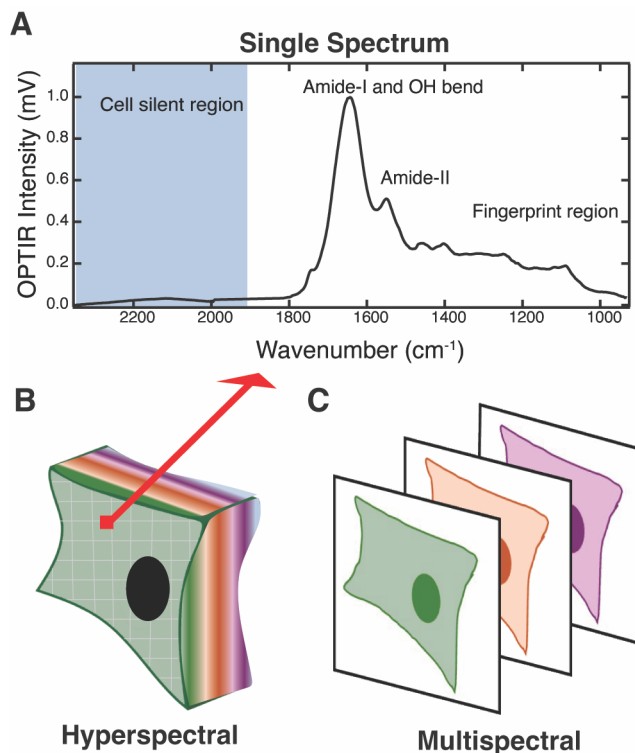 A
Single Spectrum
OPTIR Intensity (mV)
1.0
0.8
0.6
0.4
0.2
0.0
Cell silent region
Amide-I and OH bend
Amide-II
Fingerprint region
2200 2000 1800 1600 1400 1200 1000
Wavenumber (cm⁻¹)
B
C
Hyperspectral
Multispectral